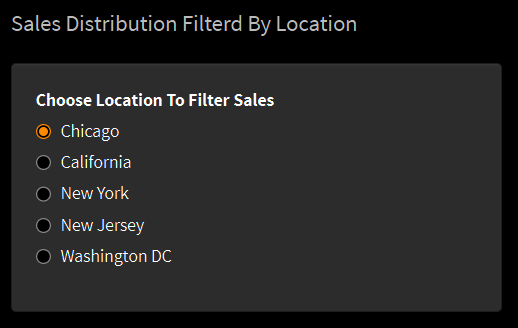 Sales Distribution Filterd By Location
Choose Location To Filter Sales
Chicago
California
New York
New Jersey
Washington DC